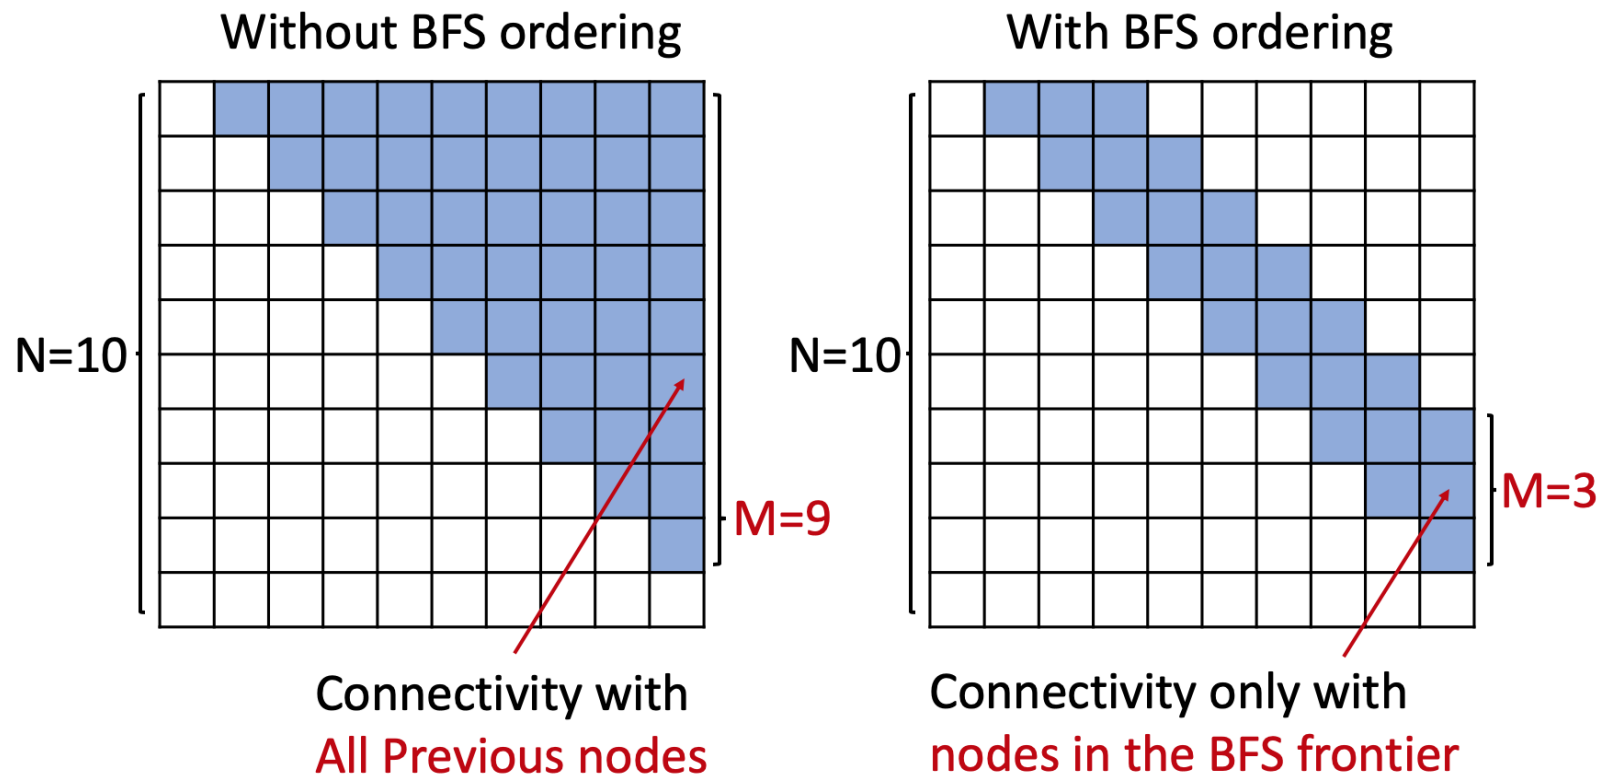 Without BFS ordering
With BFS ordering
N=10
M=9
N=10
M=3
Connectivity with
All Previous nodes
Connectivity only with
nodes in the BFS frontier